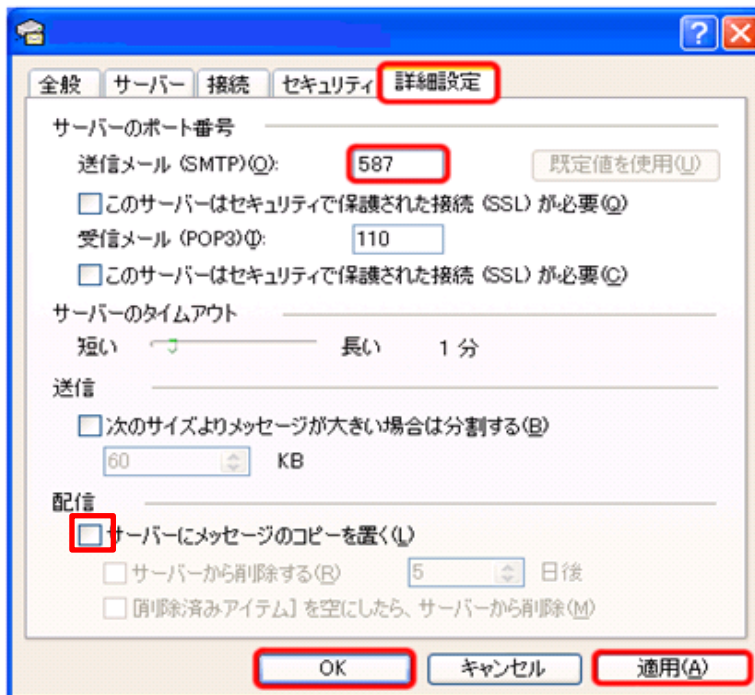 全般 サーバー 接続 セキュリティ 詳細設定
サーバーのポート番号
送信メール (SMTP)(O): 587 既定値を使用(U)
このサーバーはセキュリティで保護された接続 (SSL) が必要(Q)
受信メール (POP3)(I): 110
このサーバーはセキュリティで保護された接続 (SSL) が必要(C)
サーバーのタイムアウト
短い 長い 1 分
送信
次のサイズよりメッセージが大きい場合は分割する(B)
60 KB
配信
サーバーにメッセージのコピーを置く(L)
サーバーから削除する(R) 5 日後
[削除済みアイテム] を空にしたら、サーバーから削除(M)
OK キャンセル 適用(A)